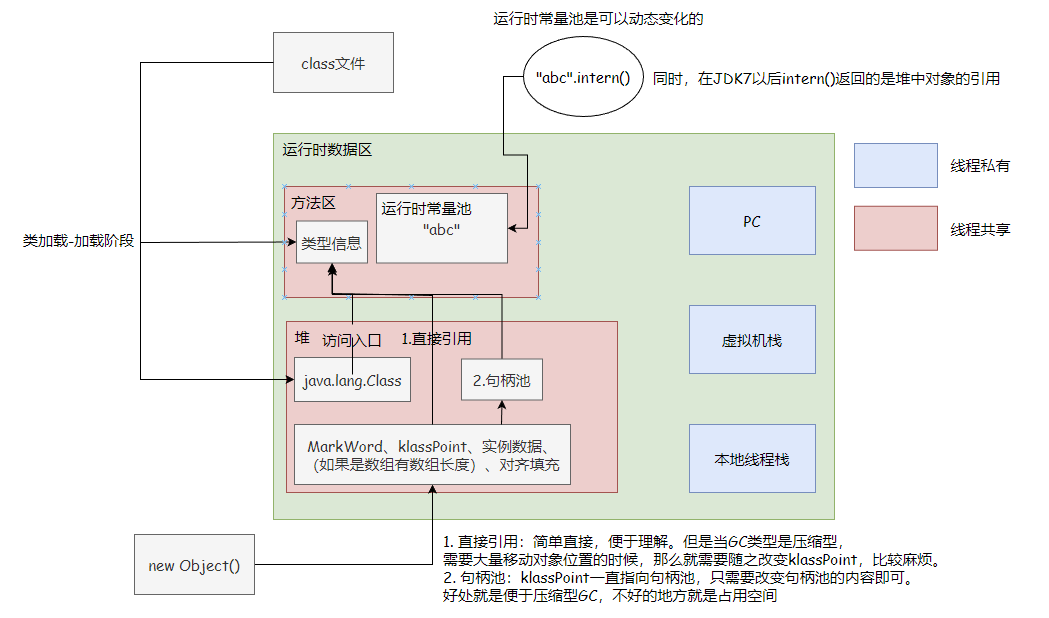 运行时常量池是可以动态变化的
class文件
"abc".intern()
同时，在JDK7以后intern()返回的是堆中对象的引用
运行时数据区
线程私有
方法区
运行时常量池
"abc"
PC
线程共享
类加载-加载阶段
类型信息
堆
访问入口
1.直接引用
虚拟机栈
java.lang.Class
2.句柄池
MarkWord、klassPoint、实例数据、
（如果是数组有数组长度）、对齐填充
本地线程栈
new Object()
1. 直接引用：简单直接，便于理解。但是当GC类型是压缩型，
需要大量移动对象位置的时候，那么就需要随之改变klassPoint，比较麻烦。
2. 句柄池：klassPoint一直指向句柄池，只需要改变句柄池的内容即可。
好处就是便于压缩型GC，不好的地方就是占用空间